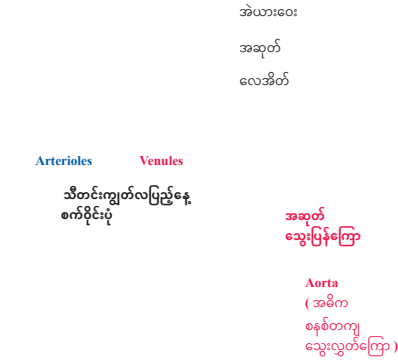 အဲယားဝေး
အဆုတ်
လေအိတ်
Arterioles Venules
သီတင်းကျွတ်လပြည့်နေ့
စက်ဝိုင်းပုံ
အဆုတ်
သွေးပြန်ကြော
Aorta
( အဓိက
စနစ်တကျ
သွေးလွှတ်ကြော )